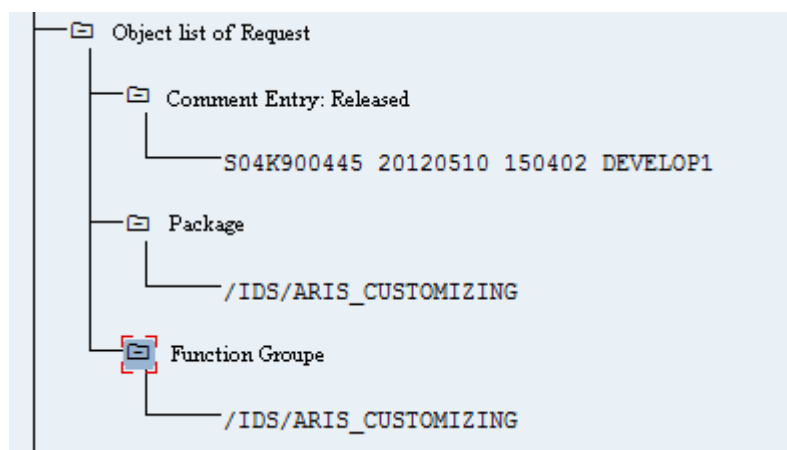 Object list of Request
Comment Entry: Released
S04K900445 20120510 150402 DEVELOP1
Package
/IDS/ARIS_CUSTOMIZING
Function Groupe
/IDS/ARIS_CUSTOMIZING